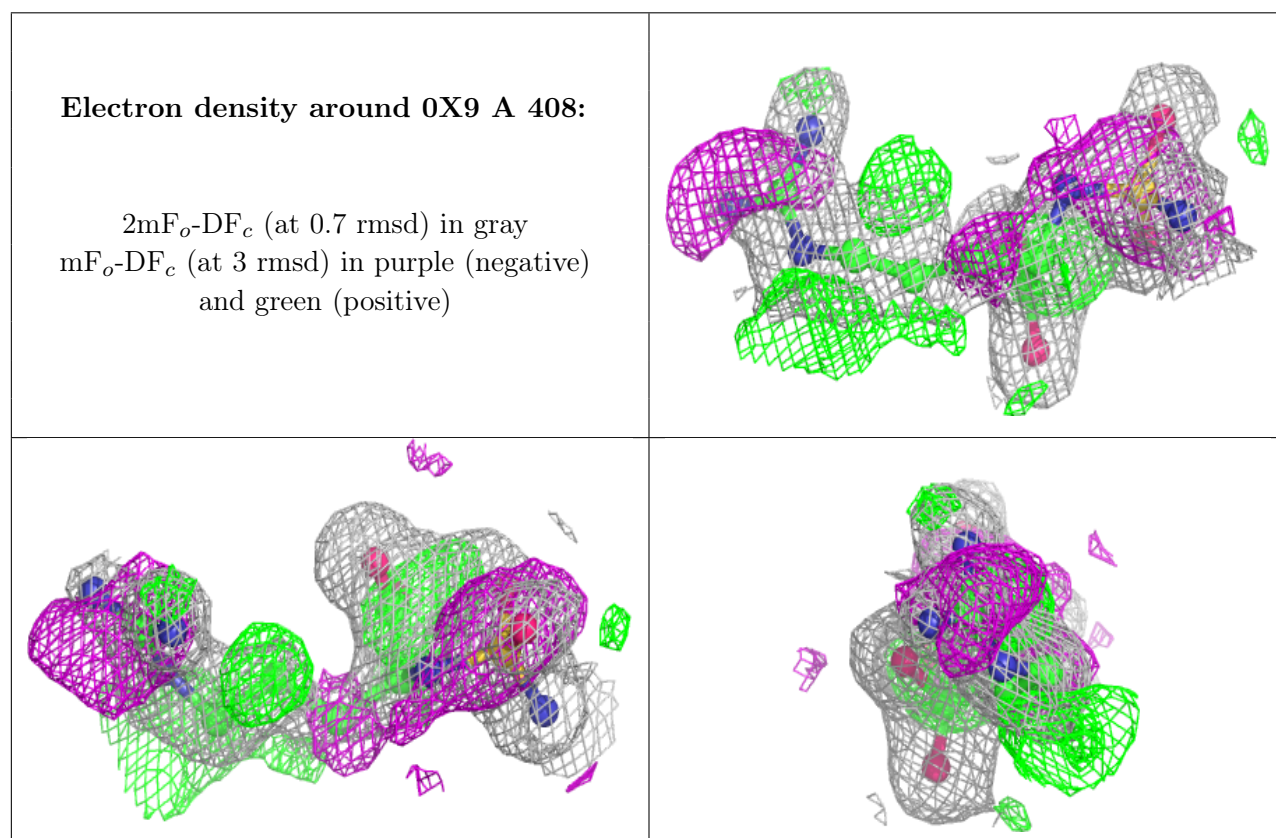 Electron density around 0X9 A 408:
2mFₒ-DF𝒸 (at 0.7 rmsd) in gray
mFₒ-DF𝒸 (at 3 rmsd) in purple (negative)
and green (positive)